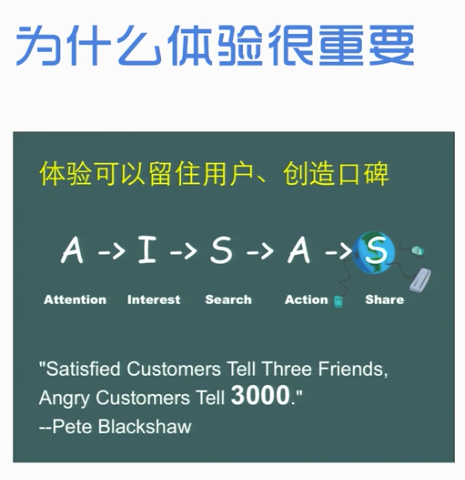 为什么体验很重要
体验可以留住用户、创造口碑
A -> I -> S -> A -> S
Attention Interest Search Action Share
"Satisfied Customers Tell Three Friends,
Angry Customers Tell 3000."
--Pete Blackshaw